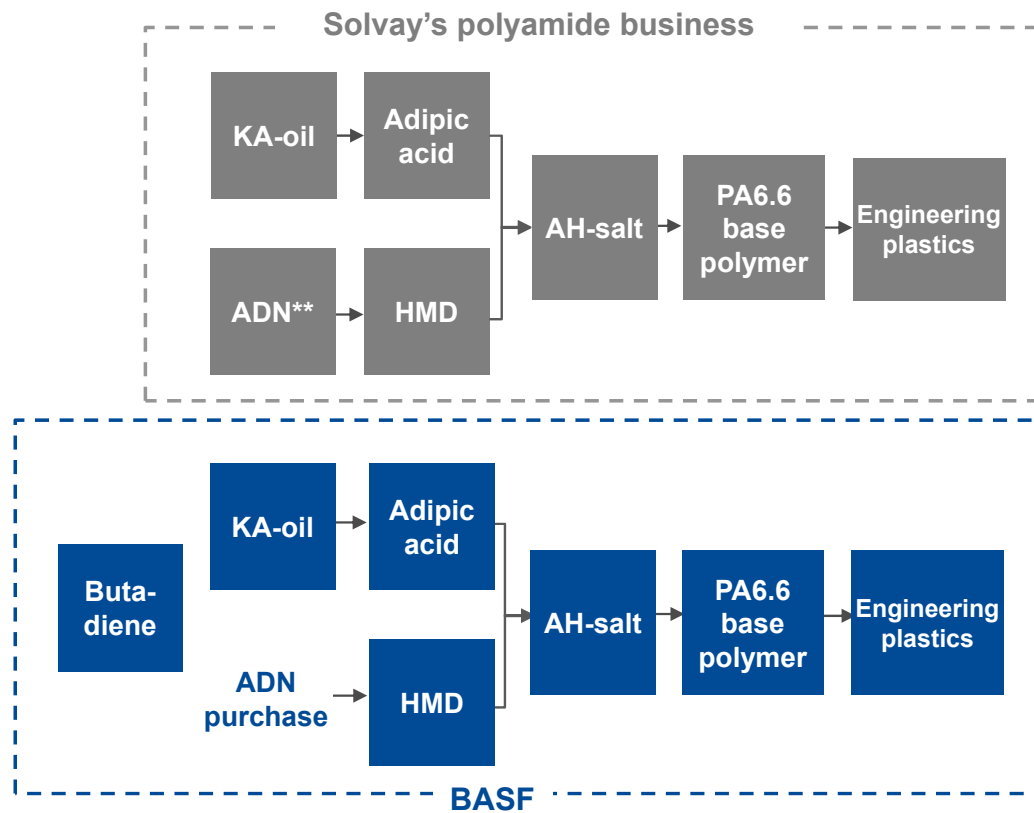 Solvay's polyamide business
KA-oil
Adipic
acid
ADN**
HMD
AH-salt
PA6.6
base
polymer
Engineering
plastics
Buta-
diene
KA-oil
Adipic
acid
ADN
purchase
HMD
AH-salt
PA6.6
base
polymer
Engineering
plastics
BASF